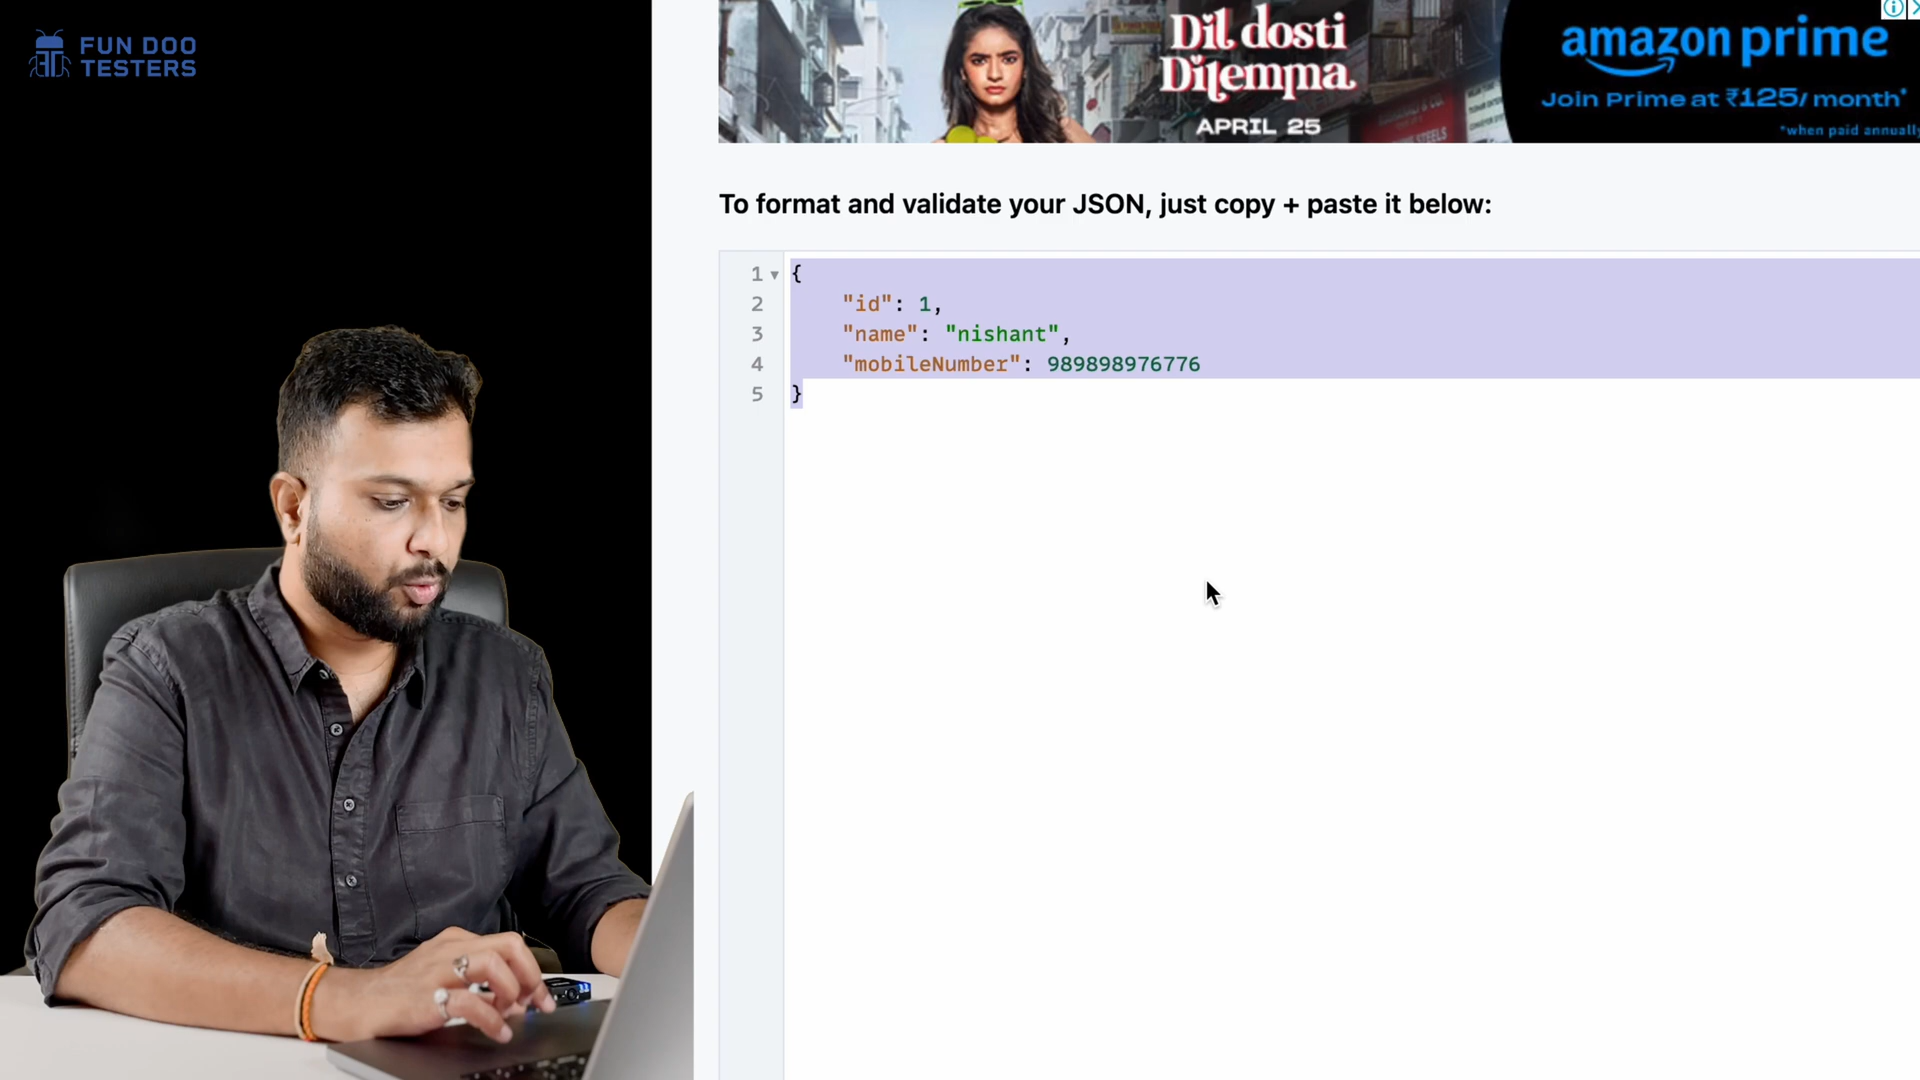 FUN DOO
TESTERS
Dil dosti
Dilemma
APRIL 25
amazon prime
Join Prime at ₹125/month*
*when paid annually
To format and validate your JSON, just copy + paste it below:
1 {
2 "id": 1,
3 "name": "nishant",
4 "mobileNumber": 989898976776
5 }